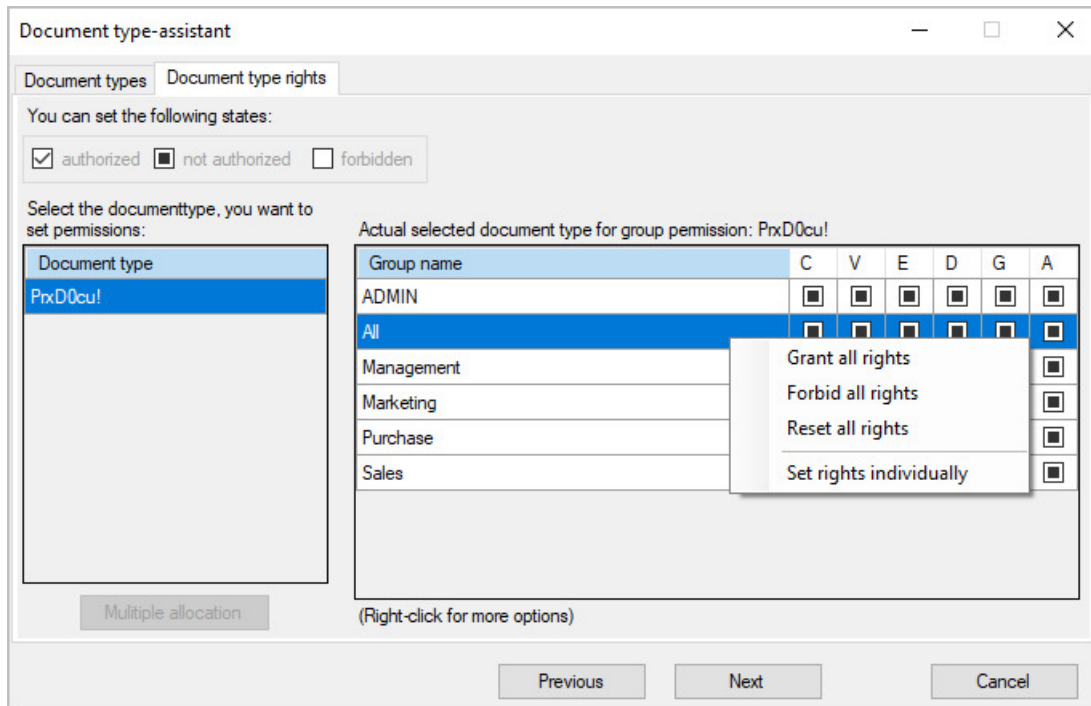 Document type-assistant
Document types
Document type rights
You can set the following states:
authorized
not authorized
forbidden
Select the documenttype, you want to
set permissions:
Document type
PrxD0cu!
Mulitiple allocation
Actual selected document type for group permission: PrxD0cu!
Group name C V E D G A
ADMIN
All
Management
Marketing
Purchase
Sales
Grant all rights
Forbid all rights
Reset all rights
Set rights individually
(Right-click for more options)
Previous
Next
Cancel